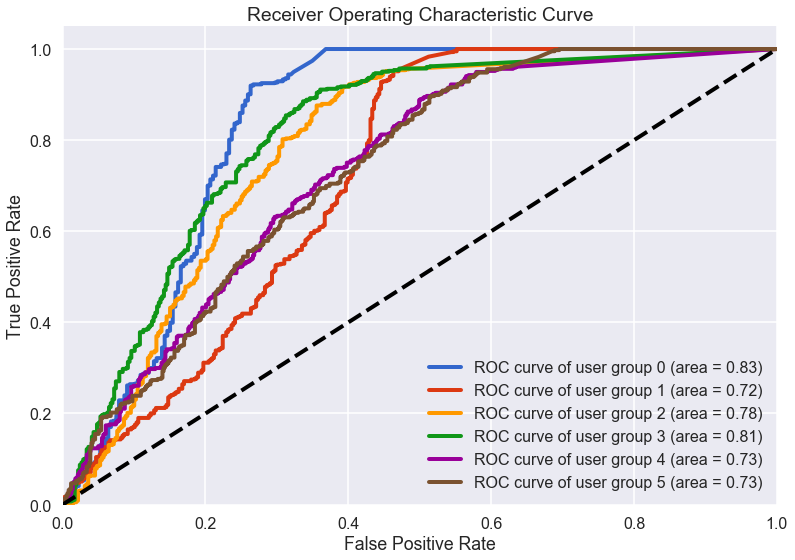 Receiver Operating Characteristic Curve
True Positive Rate
1.0
0.8
0.6
0.4
0.2
0.0
ROC curve of user group 0 (area = 0.83)
ROC curve of user group 1 (area = 0.72)
ROC curve of user group 2 (area = 0.78)
ROC curve of user group 3 (area = 0.81)
ROC curve of user group 4 (area = 0.73)
ROC curve of user group 5 (area = 0.73)
0.0 0.2 0.4 0.6 0.8 1.0
False Positive Rate